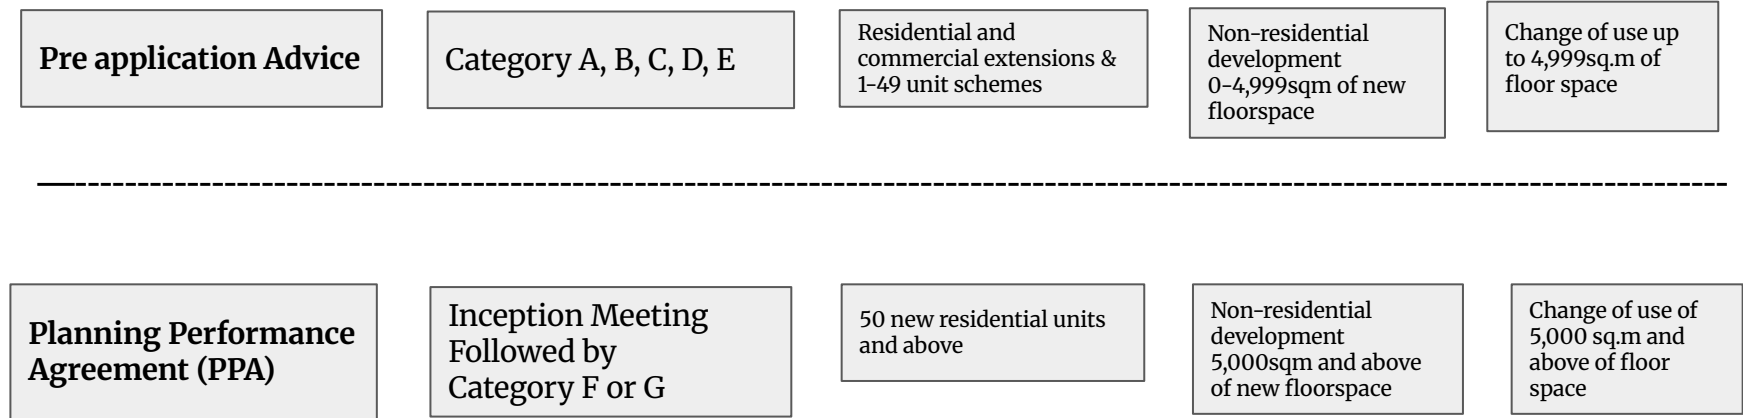 Pre application Advice
Category A, B, C, D, E
Residential and
commercial extensions &
1-49 unit schemes
Non-residential
development
0-4,999sqm of new
floorspace
Change of use up
to 4,999sq.m of
floor space
Planning Performance
Agreement (PPA)
Inception Meeting
Followed by
Category F or G
50 new residential units
and above
Non-residential
development
5,000sqm and above
of new floorspace
Change of use of
5,000 sq.m and
above of floor
space